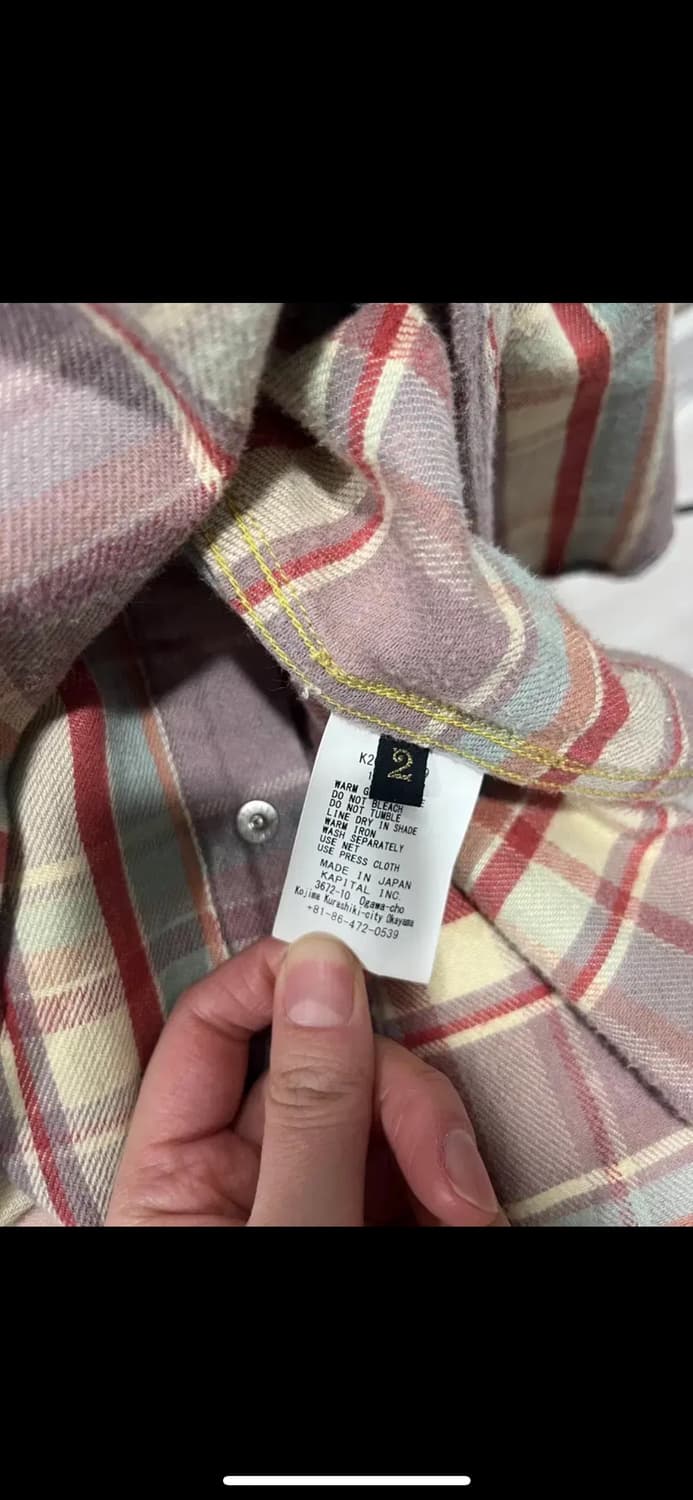 2
DO NOT BLEACH
DO NOT TUMBLE
LINE DRY IN SHADE
WARM IRON
WASH SEPARATELY
USE NET
USE PRESS CLOTH
MADE IN JAPAN
KAPITAL INC.
3672-10 Ogawa-cho
Kojima Kurashiki-city Okayama
+81-86-472-0539
WARM